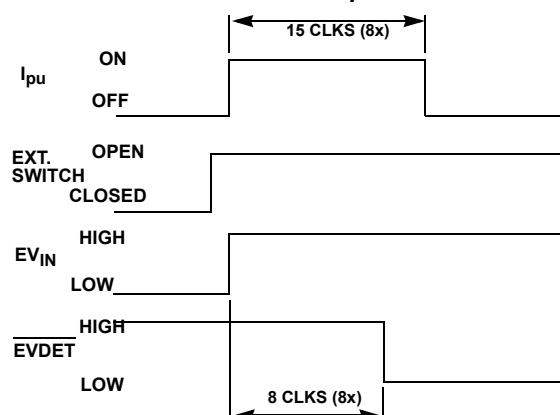 15 CLKS (8x)
Ipu
ON
OFF
EXT.
SWITCH
OPEN
CLOSED
EVIN
HIGH
LOW
EVDET
HIGH
LOW
8 CLKS (8x)